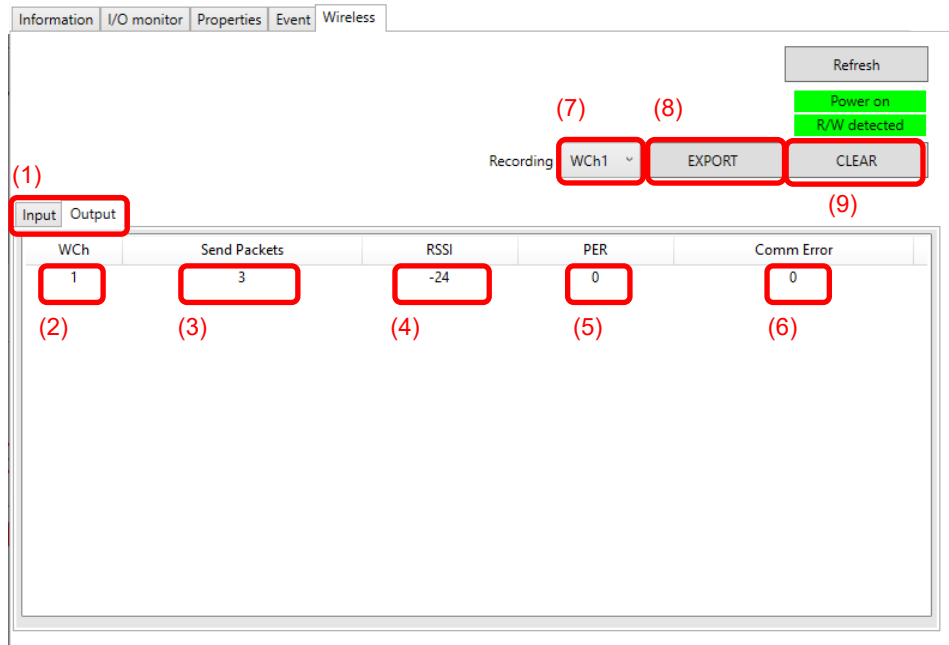 Information I/O monitor Properties Event Wireless
Refresh
Power on
R/W detected
(7) (8)
Recording WCh1 EXPORT CLEAR
(1)
(9)
Input Output
WCh Send Packets RSSI PER Comm Error
1 3 -24 0 0
(2) (3) (4) (5) (6)